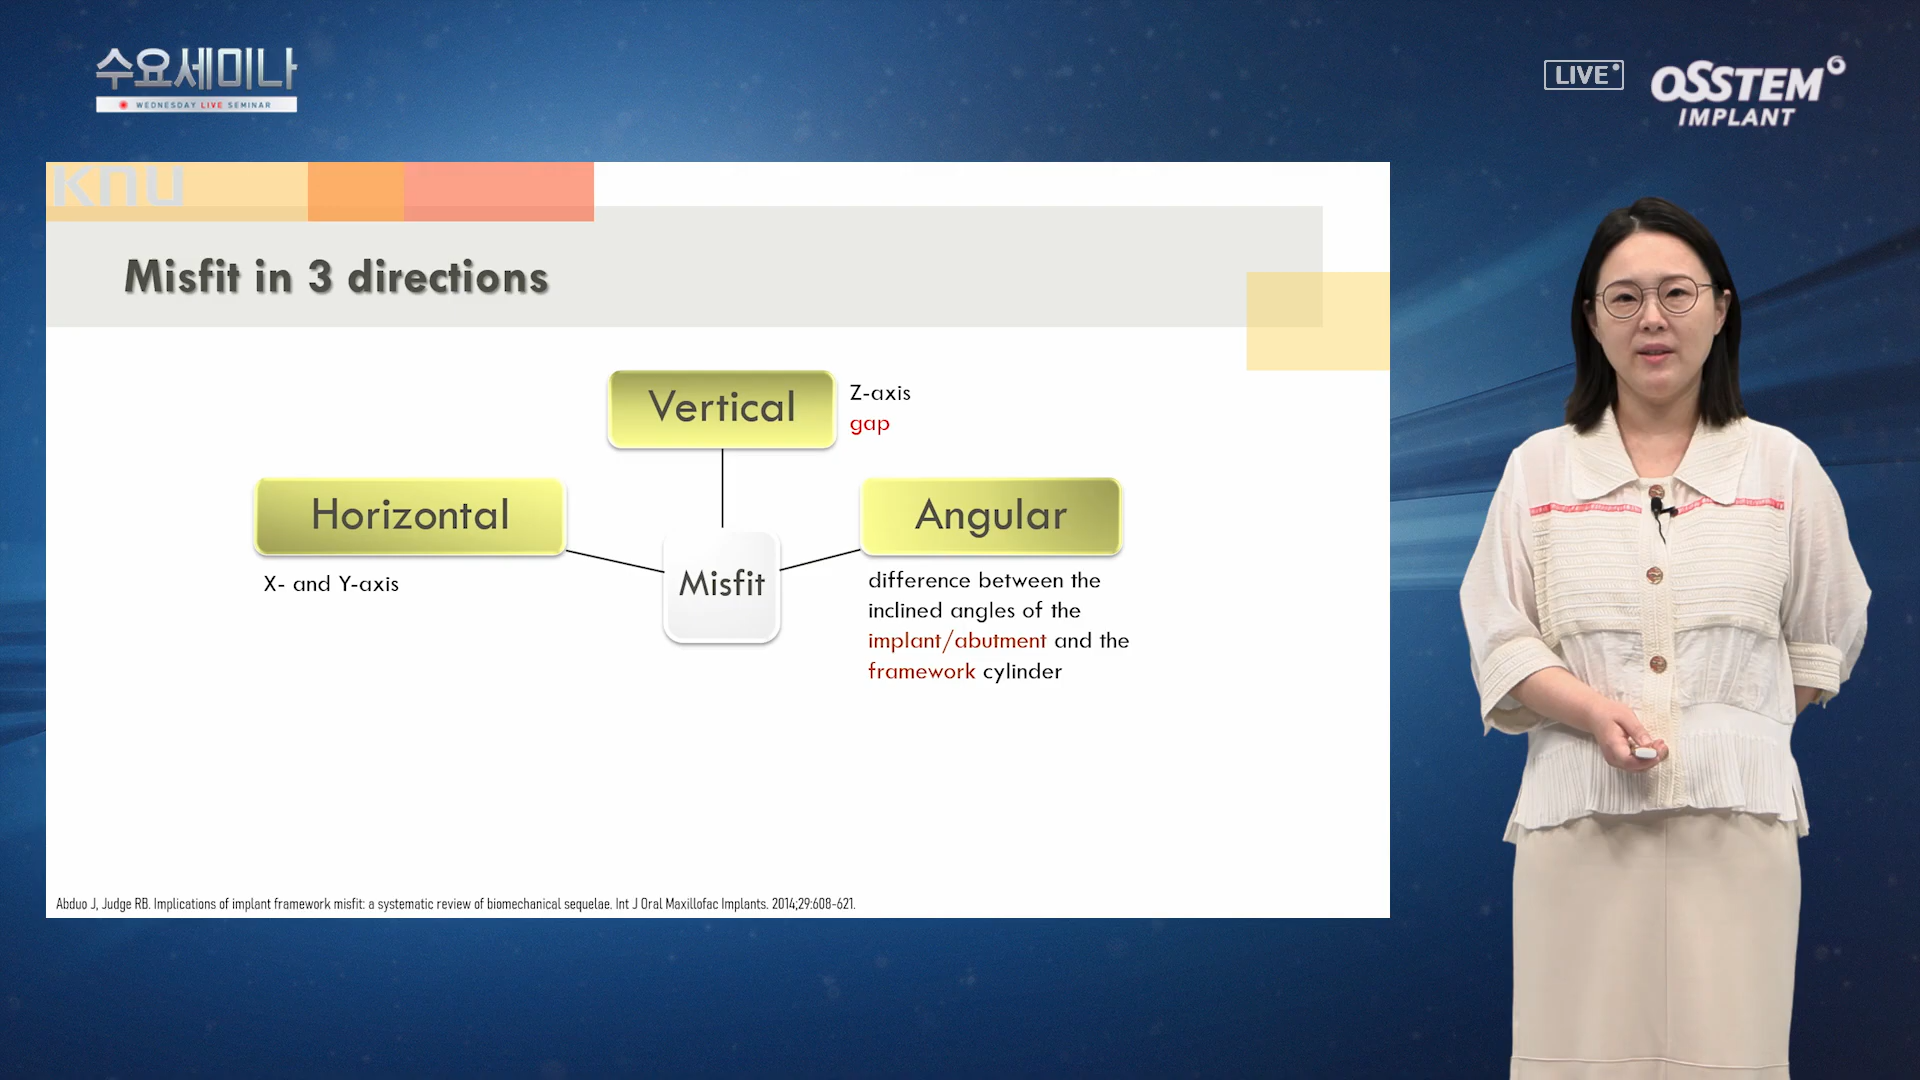 수요세미나
WEDNESDAY LIVE SEMINAR
LIVE
OSSTEM
IMPLANT
knu
Misfit in 3 directions
Vertical
Z-axis
gap
Horizontal
X- and Y-axis
Misfit
Angular
difference between the
inclined angles of the
implant/abutment and the
framework cylinder
Abduo J, Judge RB. Implications of implant framework misfit: a systematic review of biomechanical sequelae. Int J Oral Maxillofac Implants. 2014;29:608-621.